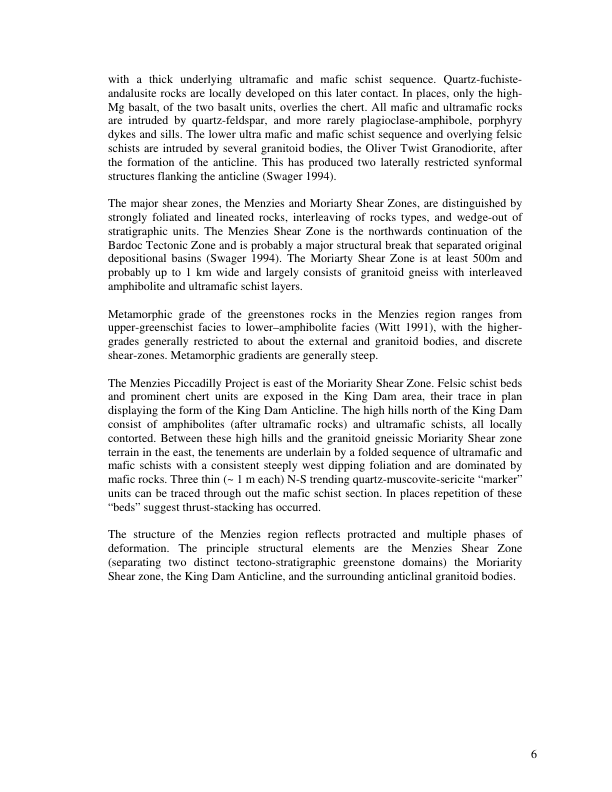 with a thick underlying ultramafic and mafic schist sequence. Quartz-fuchiste-
andalusite rocks are locally developed on this later contact. In places, only the high-
Mg basalt, of the two basalt units, overlies the chert. All mafic and ultramafic rocks
are intruded by quartz-feldspar, and more rarely plagioclase-amphibole, porphyry
dykes and sills. The lower ultra mafic and mafic schist sequence and overlying felsic
schists are intruded by several granitoid bodies, the Oliver Twist Granodiorite, after
the formation of the anticline. This has produced two laterally restricted synformal
structures flanking the anticline (Swager 1994).
The major shear zones, the Menzies and Moriarty Shear Zones, are distinguished by
strongly foliated and lineated rocks, interleaving of rocks types, and wedge-out of
stratigraphic units. The Menzies Shear Zone is the northwards continuation of the
Bardoc Tectonic Zone and is probably a major structural break that separated original
depositional basins (Swager 1994). The Moriarty Shear Zone is at least 500m and
probably up to 1 km wide and largely consists of granitoid gneiss with interleaved
amphibolite and ultramafic schist layers.
Metamorphic grade of the greenstones rocks in the Menzies region ranges from
upper-greenschist facies to lower–amphibolite facies (Witt 1991), with the higher-
grades generally restricted to about the external and granitoid bodies, and discrete
shear-zones. Metamorphic gradients are generally steep.
The Menzies Piccadilly Project is east of the Moriarity Shear Zone. Felsic schist beds
and prominent chert units are exposed in the King Dam area, their trace in plan
displaying the form of the King Dam Anticline. The high hills north of the King Dam
consist of amphibolites (after ultramafic rocks) and ultramafic schists, all locally
contorted. Between these high hills and the granitoid gneissic Moriarity Shear zone
terrain in the east, the tenements are underlain by a folded sequence of ultramafic and
mafic schists with a consistent steeply west dipping foliation and are dominated by
mafic rocks. Three thin (~ 1 m each) N-S trending quartz-muscovite-sericite “marker”
units can be traced through out the mafic schist section. In places repetition of these
“beds” suggest thrust-stacking has occurred.
The structure of the Menzies region reflects protracted and multiple phases of
deformation. The principle structural elements are the Menzies Shear Zone
(separating two distinct tectono-stratigraphic greenstone domains) the Moriarity
Shear zone, the King Dam Anticline, and the surrounding anticlinal granitoid bodies.
6